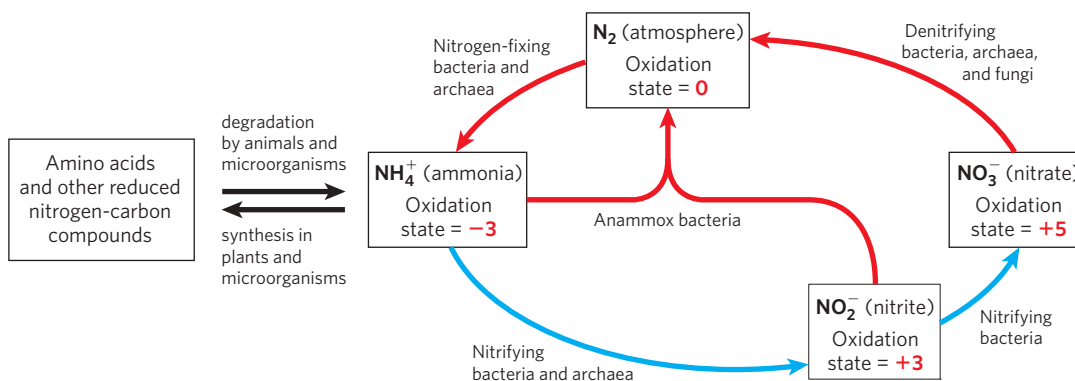 N₂ (atmosphere)
Oxidation
state = 0
Nitrogen-fixing
bacteria and
archaea
Denitrifying
bacteria, archaea,
and fungi
degradation
by animals and
microorganisms
Amino acids
and other reduced
nitrogen-carbon
compounds
synthesis in
plants and
microorganisms
NH₄⁺ (ammonia)
Oxidation
state = −3
Anammox bacteria
NO₃⁻ (nitrate)
Oxidation
state = +5
NO₂⁻ (nitrite)
Oxidation
state = +3
Nitrifying
bacteria and archaea
Nitrifying
bacteria